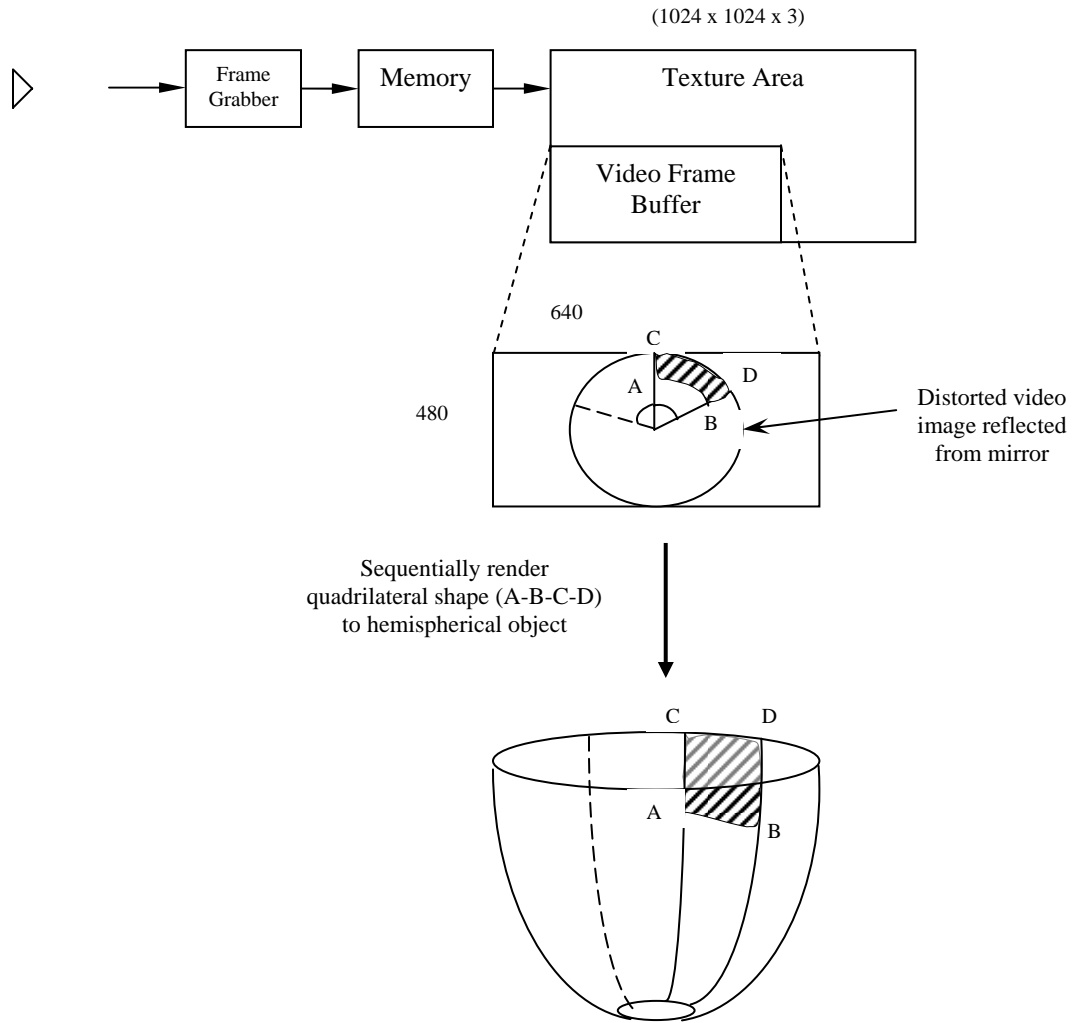 (1024 x 1024 x 3)
Frame
Grabber
Memory
Texture Area
Video Frame
Buffer
640
C
A
D
B
480
Distorted video
image reflected
from mirror
Sequentially render
quadrilateral shape (A-B-C-D)
to hemispherical object
C
D
A
B